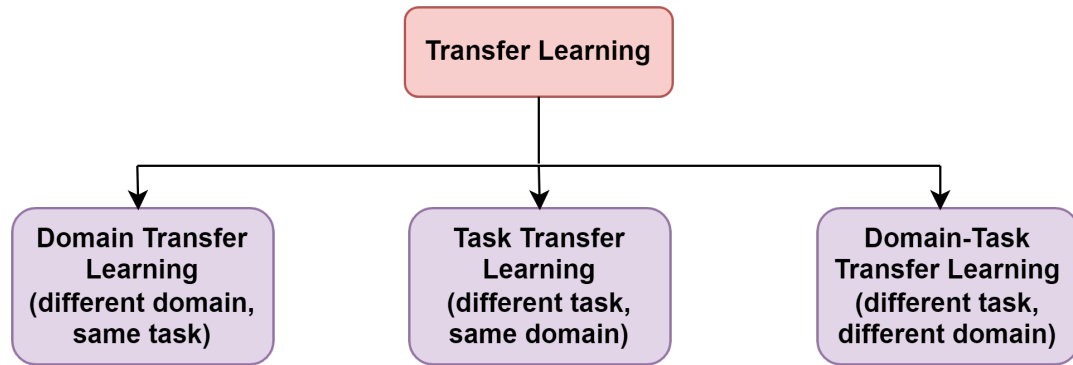 Transfer Learning
Domain Transfer
Learning
(different domain,
same task)
Task Transfer
Learning
(different task,
same domain)
Domain-Task
Transfer Learning
(different task,
different domain)